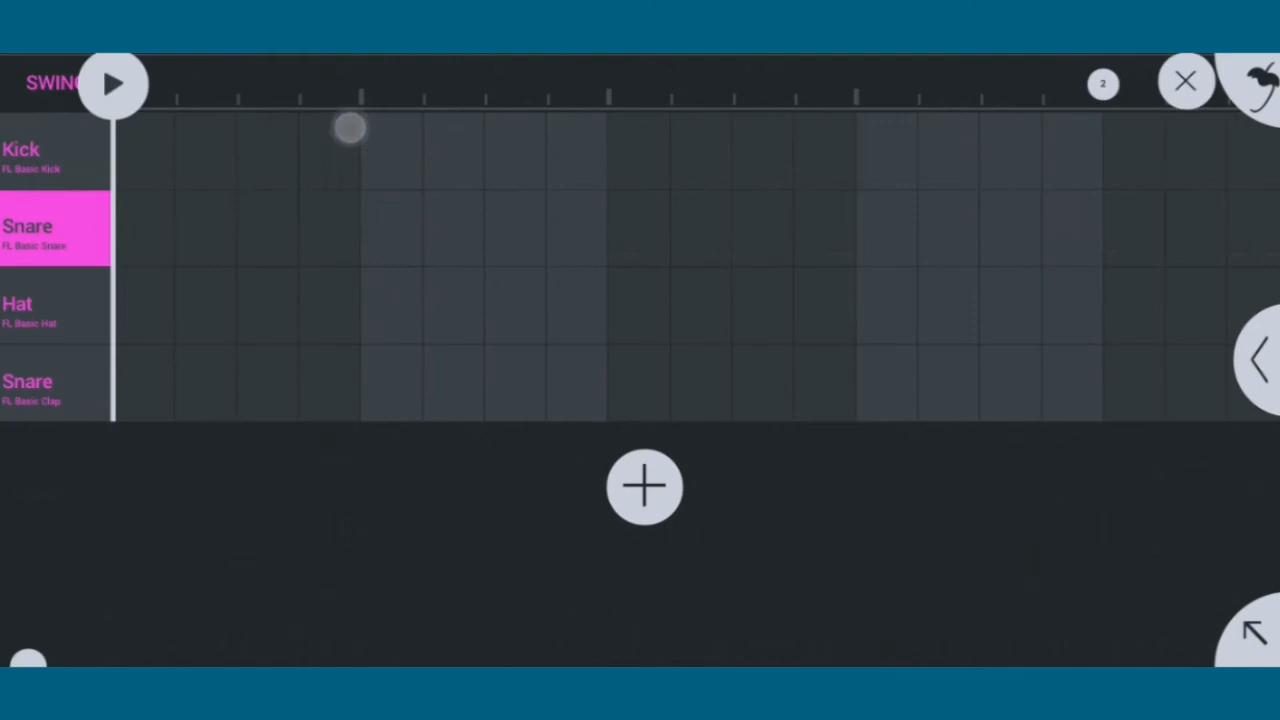 SWING
2
Kick
FL Basic Kick
Snare
FL Basic Snare
Hat
FL Basic Hat
Snare
FL Basic Clap